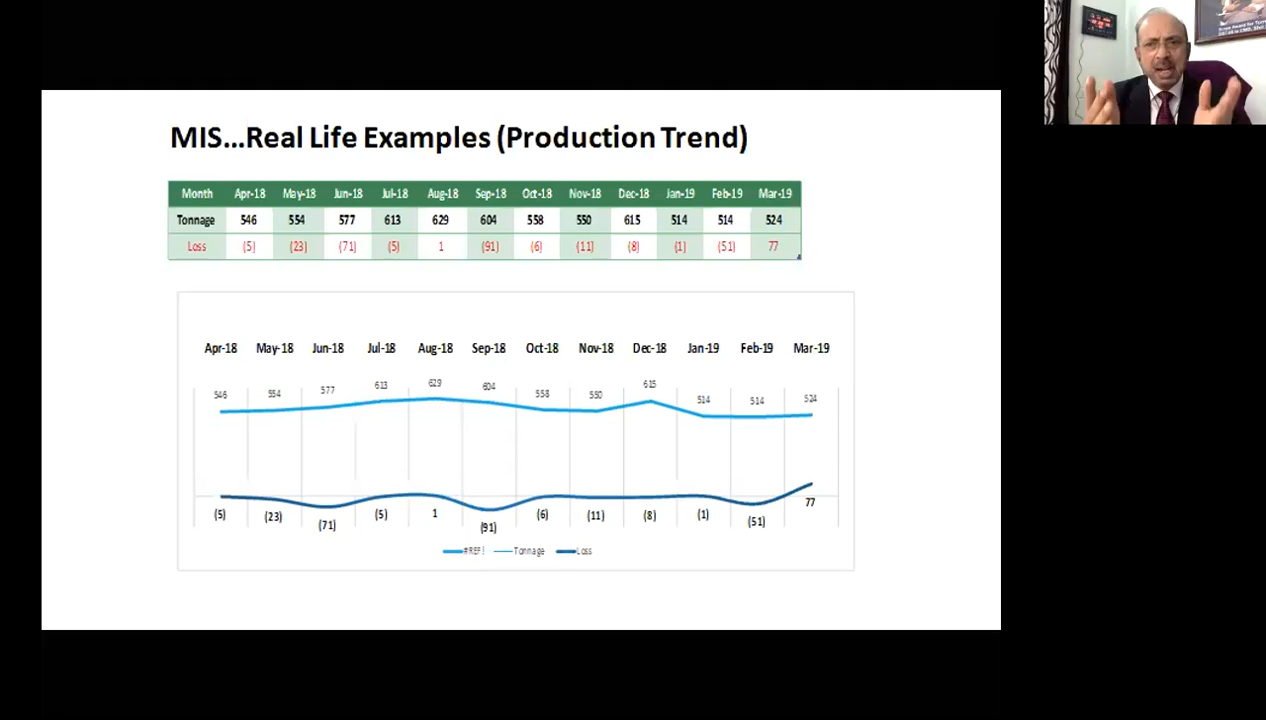 MIS...Real Life Examples (Production Trend)
Month Apr-18 May-18 Jun-18 Jul-18 Aug-18 Sep-18 Oct-18 Nov-18 Dec-18 Jan-19 Feb-19 Mar-19
Tonnage 546 554 577 613 629 604 558 550 615 514 514 524
Loss (5) (23) (71) (5) 1 (91) (6) (11) (8) (1) (51) 77
Apr-18 May-18 Jun-18 Jul-18 Aug-18 Sep-18 Oct-18 Nov-18 Dec-18 Jan-19 Feb-19 Mar-19
546 554 577 613 629 604 558 550 615 514 514 524
(5) (23) (71) (5) 1 (91) (6) (11) (8) (1) (51) 77
#REF! Tonnage Loss